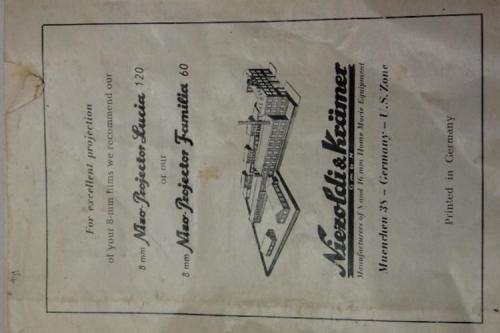 For excellent projection
of your 8-mm films we recommend our
8 mm Nizo-Projector Lucia 120
or our
8 mm Nizo-Projector Familia 60
Niezoldi & Krämer
Manufacturers of 8 and 16 mm Home Movie Equipment
Muenchen 38 - Germany - U.S. Zone
Printed in Germany